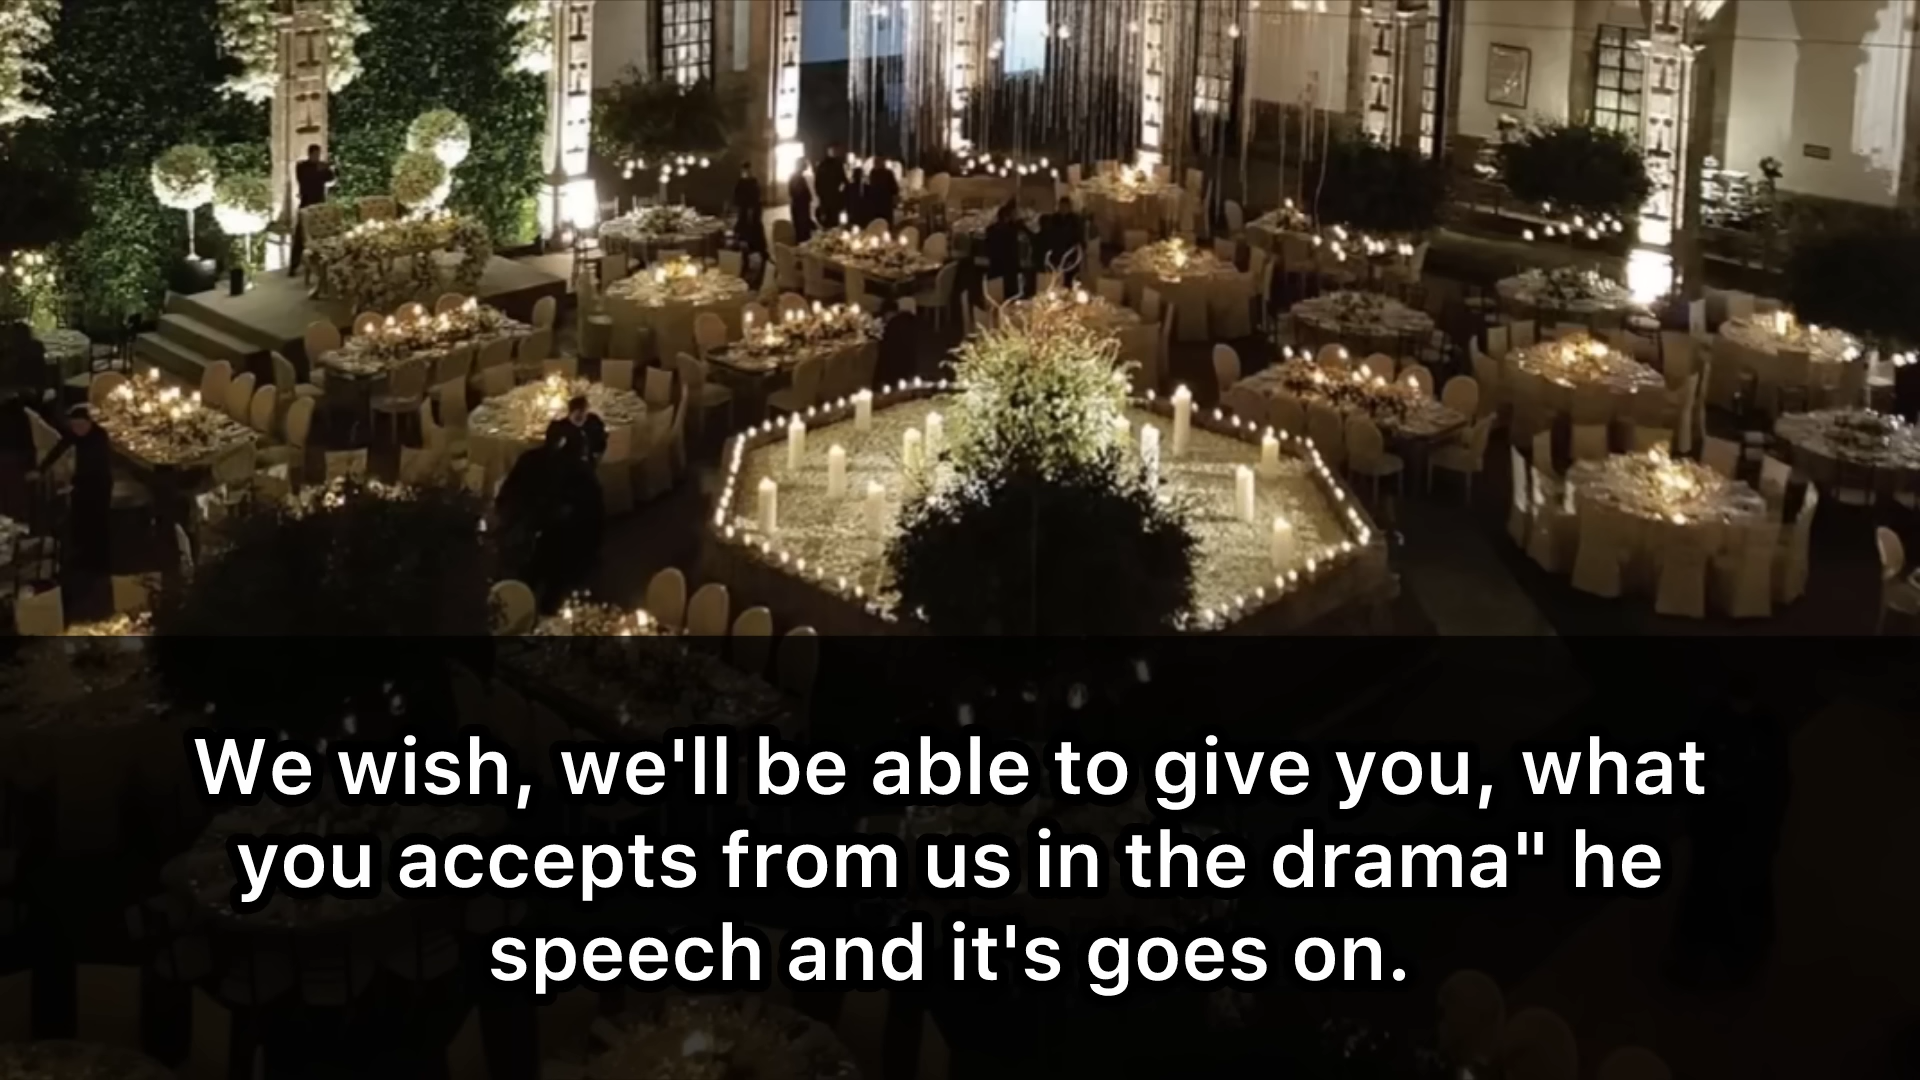 We wish, we'll be able to give you, what
you accepts from us in the drama" he
speech and it's goes on.